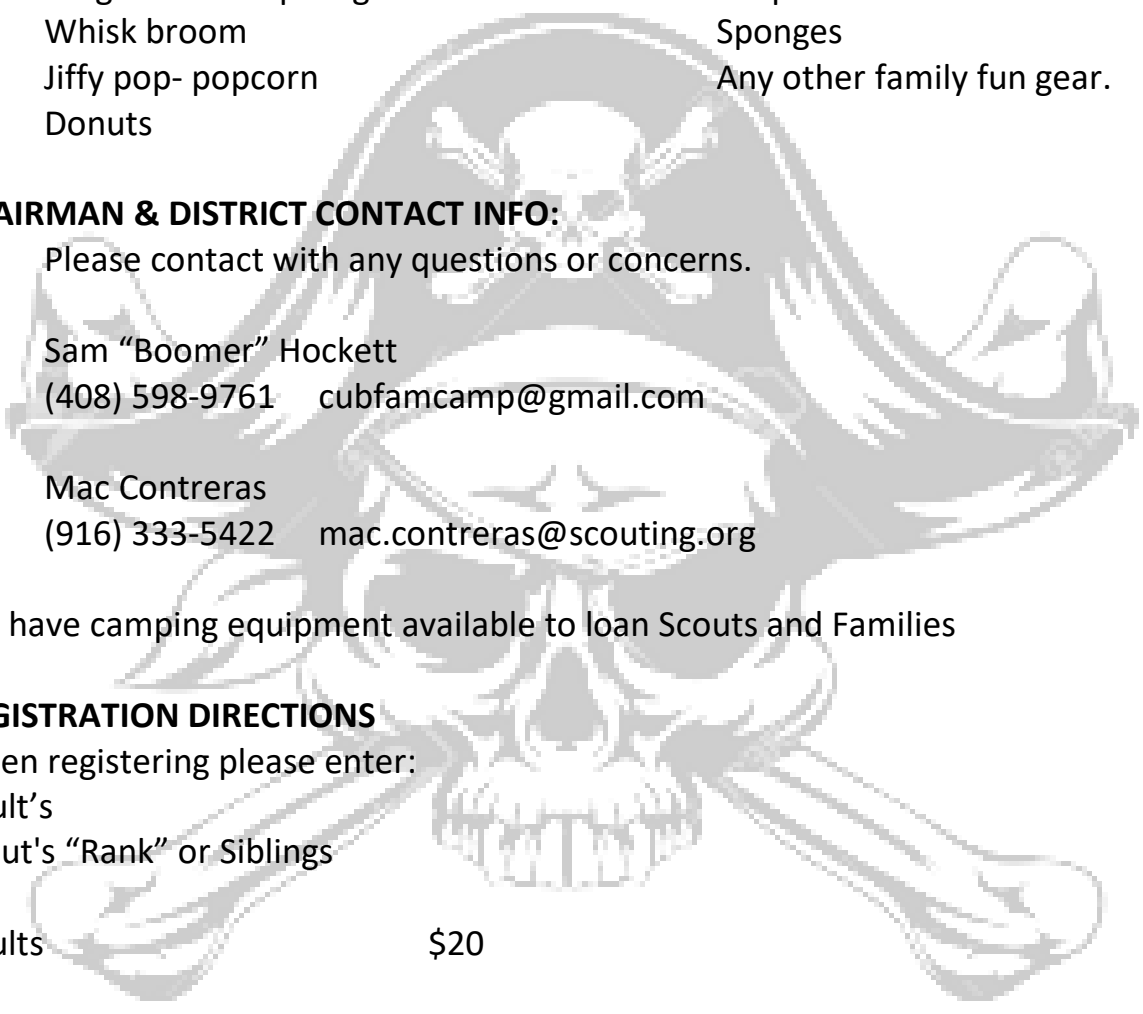 Whisk broom Sponges
Jiffy pop- popcorn Any other family fun gear.
Donuts
AIRMAN & DISTRICT CONTACT INFO:
Please contact with any questions or concerns.
Sam “Boomer” Hockett
(408) 598-9761 cubfamcamp@gmail.com
Mac Contreras
(916) 333-5422 mac.contreras@scouting.org
have camping equipment available to loan Scouts and Families
GISTRATION DIRECTIONS
en registering please enter:
ult’s
ut's “Rank” or Siblings
ults $20